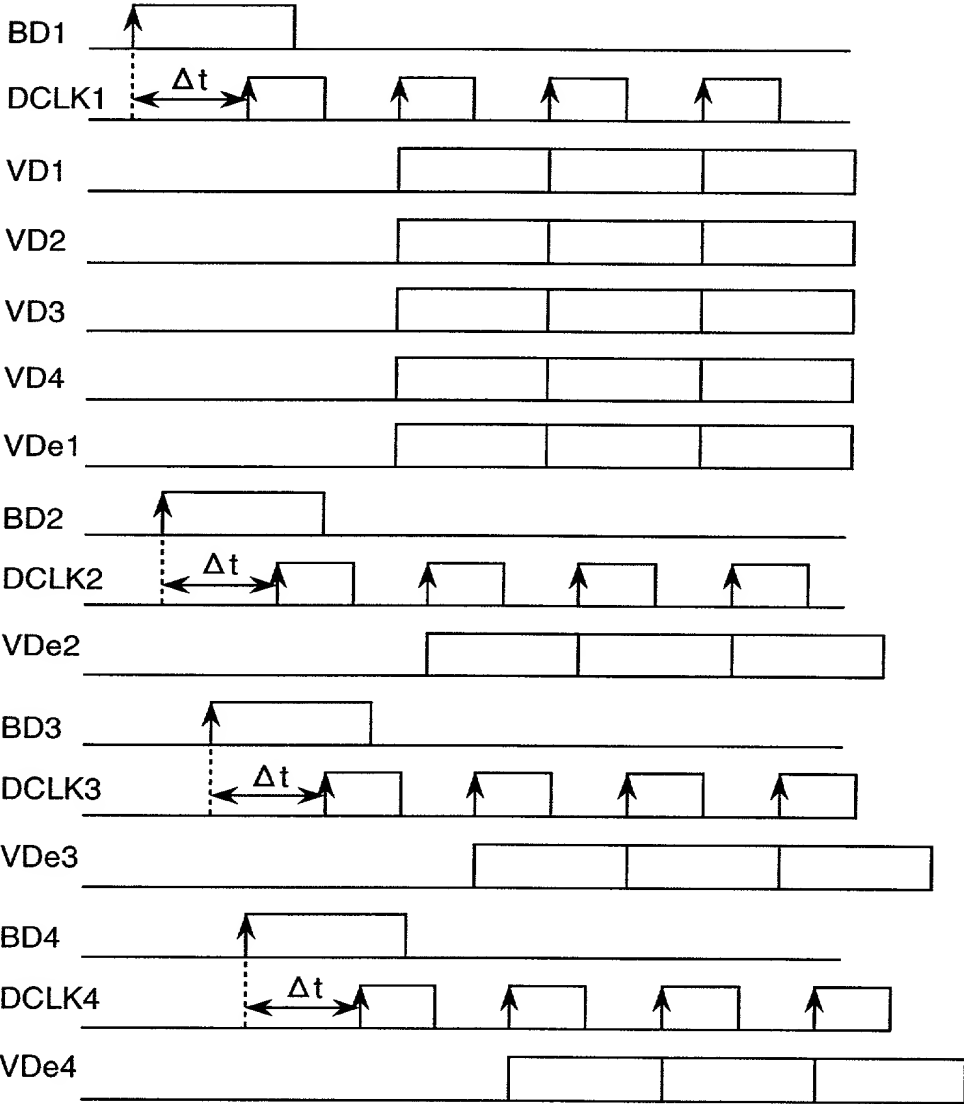 BD1
Δt
DCLK1
VD1
VD2
VD3
VD4
VDe1
BD2
Δt
DCLK2
VDe2
BD3
Δt
DCLK3
VDe3
BD4
Δt
DCLK4
VDe4